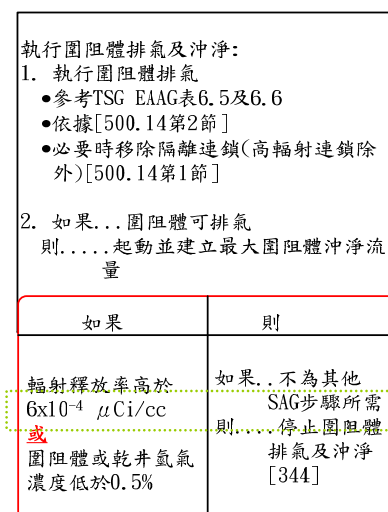 執行圍阻體排氣及沖淨:
1. 執行圍阻體排氣
●參考TSG EAAG表6.5及6.6
●依據[500.14第2節]
●必要時移除隔離連鎖(高輻射連鎖除
外)[500.14第1節]
2. 如果...圍阻體可排氣
則.....起動並建立最大圍阻體沖淨流
量
如果
則
輻射釋放率高於
6x10⁻⁴ μCi/cc
或
圍阻體或乾井氫氣
濃度低於0.5%
如果..不為其他
SAG步驟所需
則....停止圍阻體
排氣及沖淨
[344]